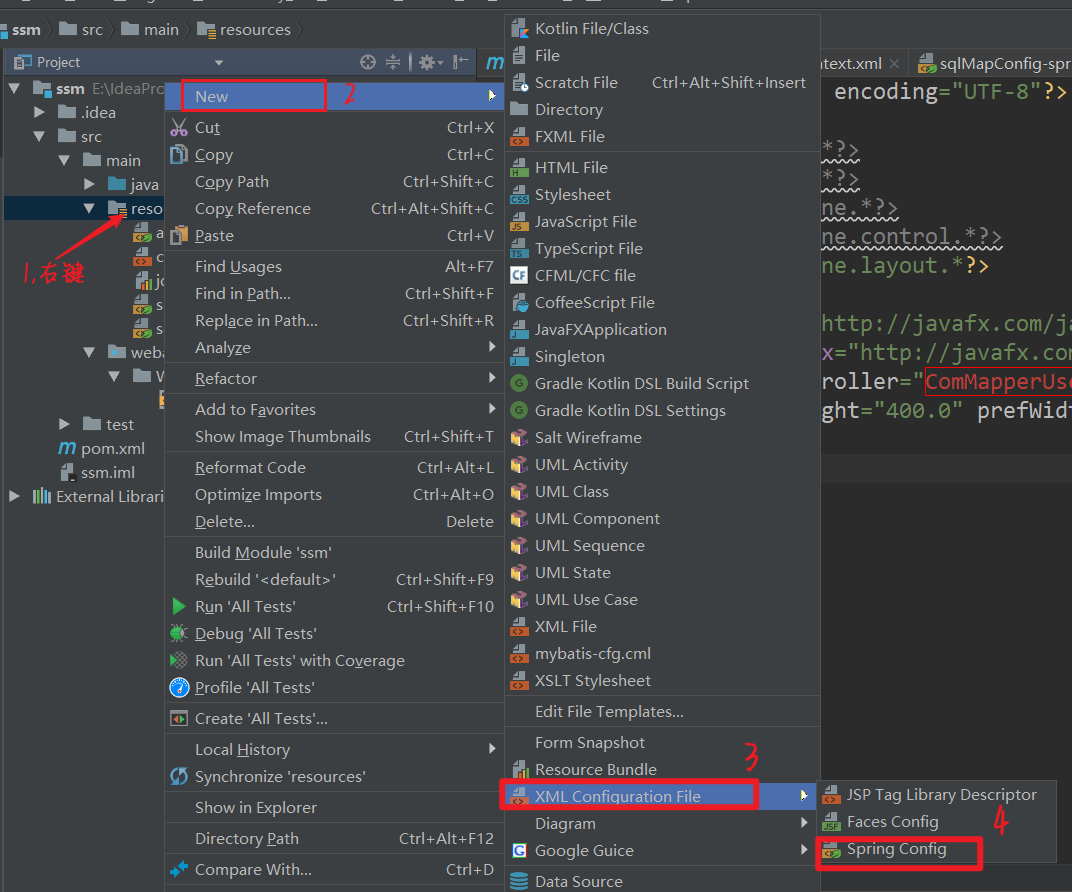 ssm src main resources
Project
ssm E:\IdeaPro
.idea
src
main
java
reso
a
c
s
s
weba
W
test
pom.xml
ssm.iml
External Librari
1,右键
New
2
Cut Ctrl+X
Copy Ctrl+C
Copy Path Ctrl+Shift+C
Copy Reference Ctrl+Alt+Shift+C
Paste Ctrl+V
Find Usages Alt+F7
Find in Path... Ctrl+Shift+F
Replace in Path... Ctrl+Shift+R
Analyze
Refactor
Add to Favorites
Show Image Thumbnails Ctrl+Shift+T
Reformat Code Ctrl+Alt+L
Optimize Imports Ctrl+Alt+O
Delete... Delete
Build Module 'ssm'
Rebuild '<default>' Ctrl+Shift+F9
Run 'All Tests' Ctrl+Shift+F10
Debug 'All Tests'
Run 'All Tests' with Coverage
Profile 'All Tests'
Create 'All Tests'...
Local History
Synchronize 'resources'
Show in Explorer
Directory Path Ctrl+Alt+F12
Compare With... Ctrl+D
Kotlin File/Class
File
Scratch File Ctrl+Alt+Shift+Insert
Directory
FXML File
HTML File
Stylesheet
JavaScript File
TypeScript File
CFML/CFC file
CoffeeScript File
JavaFXApplication
Singleton
Gradle Kotlin DSL Build Script
Gradle Kotlin DSL Settings
Salt Wireframe
UML Activity
UML Class
UML Component
UML Sequence
UML State
UML Use Case
XML File
mybatis-cfg.cml
XSLT Stylesheet
Edit File Templates...
Form Snapshot
Resource Bundle
3
XML Configuration File
Diagram
Google Guice
Data Source
JSP Tag Library Descriptor
Faces Config
4
Spring Config
text.xml sqlMapConfig-spr
encoding="UTF-8"?>
*?>
*?>
ne.*?>
ne.control.*?>
ne.layout.*?>
http://javafx.com/ja
x="http://javafx.com
roller="ComMapperUse
ght="400.0" prefWidt